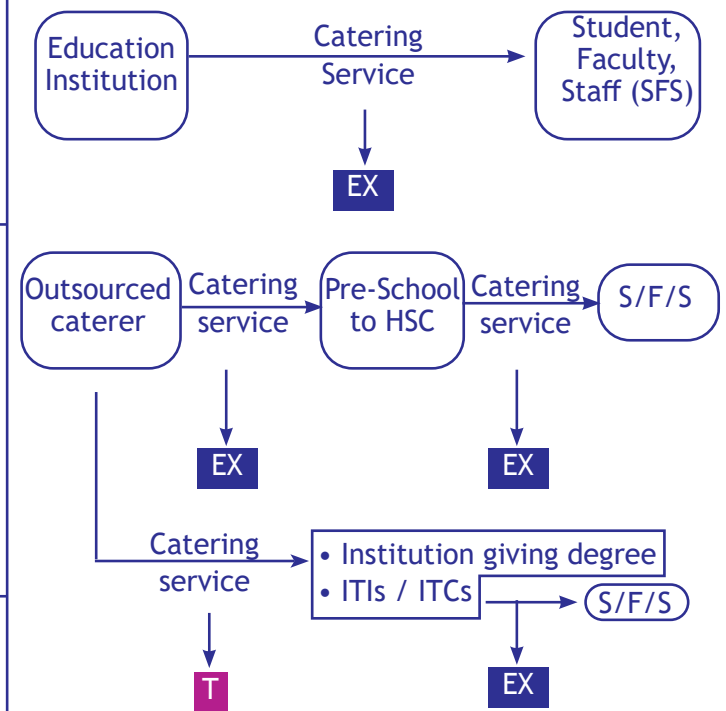 Education
Institution
Catering
Service
Student,
Faculty,
Staff (SFS)
EX
Outsourced
caterer
Catering
service
Pre-School
to HSC
Catering
service
S/F/S
EX
EX
Catering
service
• Institution giving degree
• ITIs / ITCs
S/F/S
T
EX